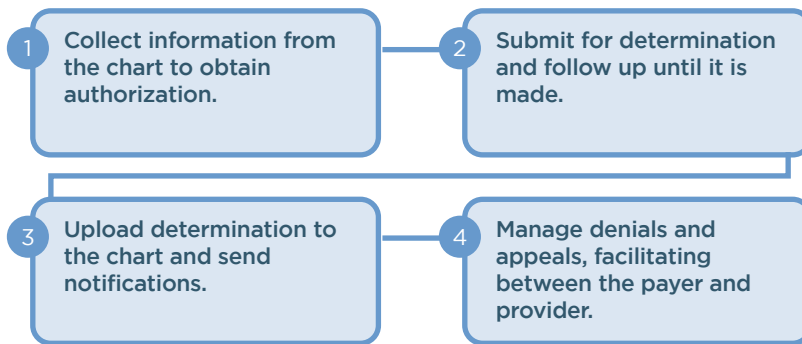 1
Collect information from
the chart to obtain
authorization.
2
Submit for determination
and follow up until it is
made.
3
Upload determination to
the chart and send
notifications.
4
Manage denials and
appeals, facilitating
between the payer and
provider.